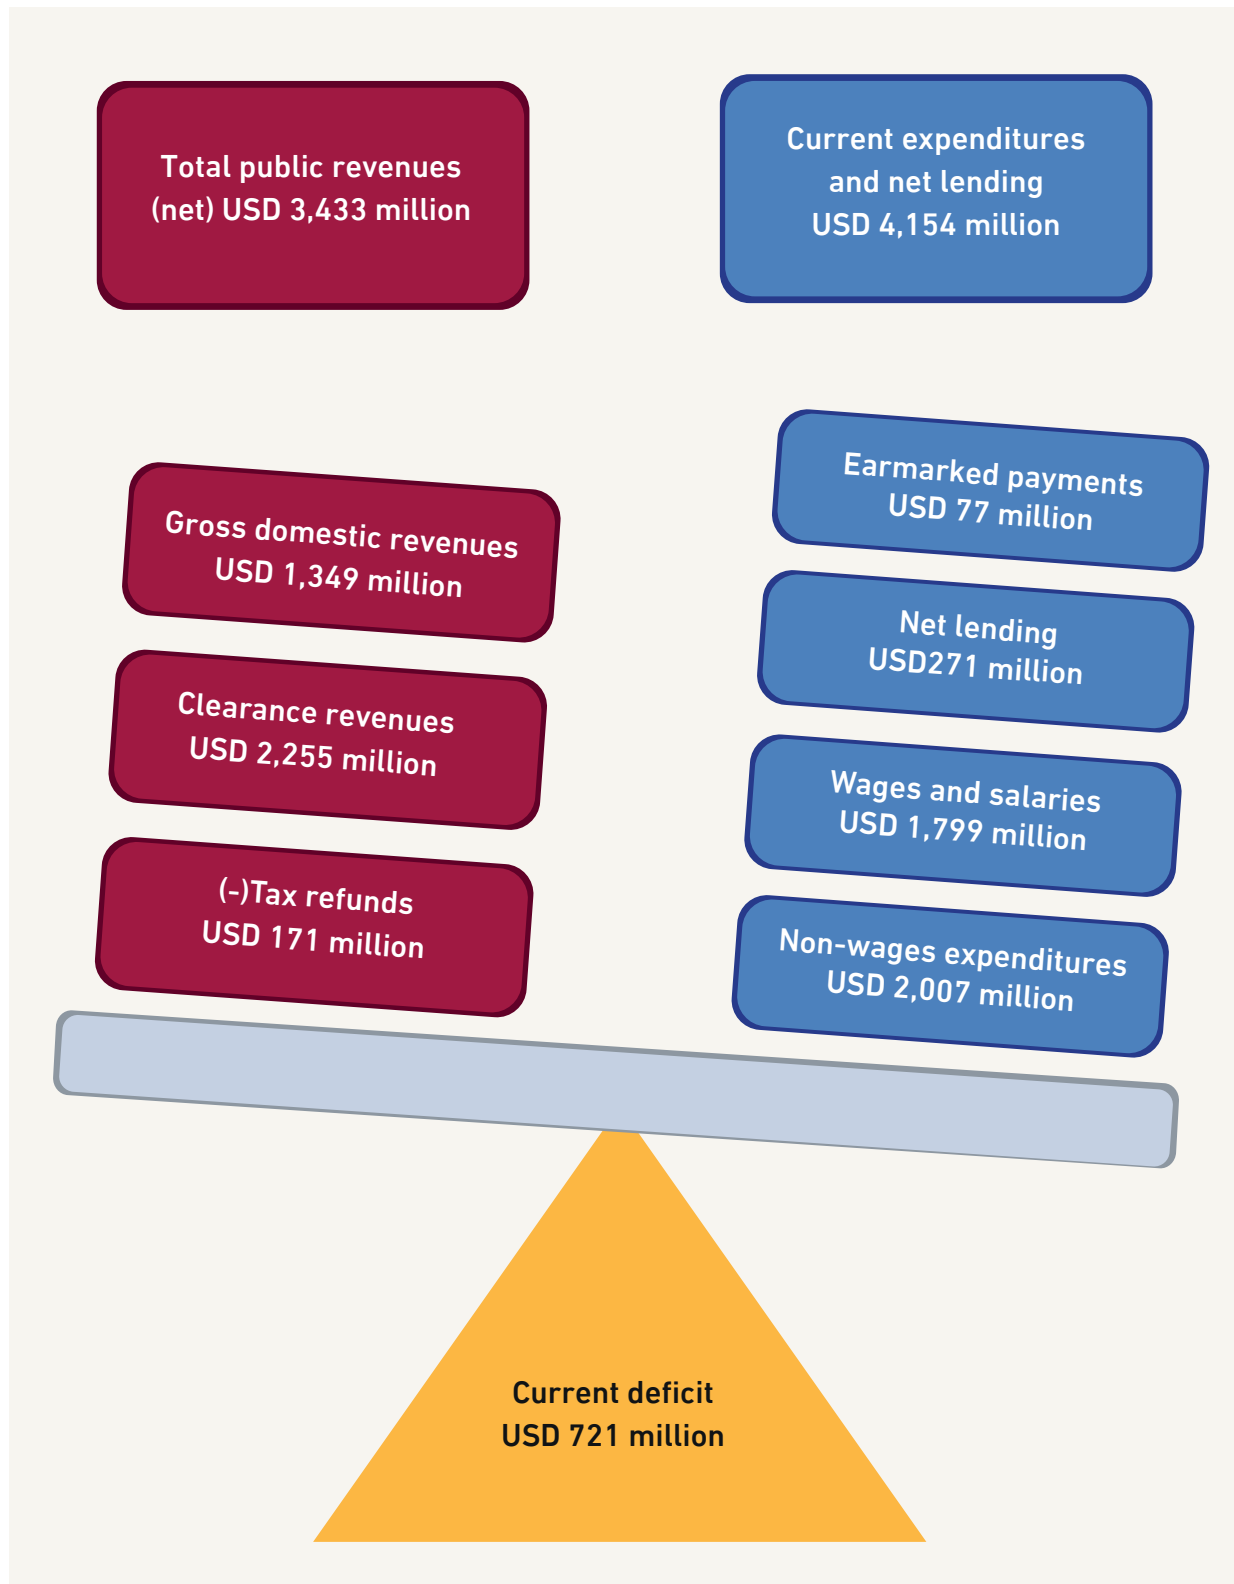 Total public revenues
(net) USD 3,433 million
Current expenditures
and net lending
USD 4,154 million
Gross domestic revenues
USD 1,349 million
Clearance revenues
USD 2,255 million
(-)Tax refunds
USD 171 million
Earmarked payments
USD 77 million
Net lending
USD271 million
Wages and salaries
USD 1,799 million
Non-wages expenditures
USD 2,007 million
Current deficit
USD 721 million